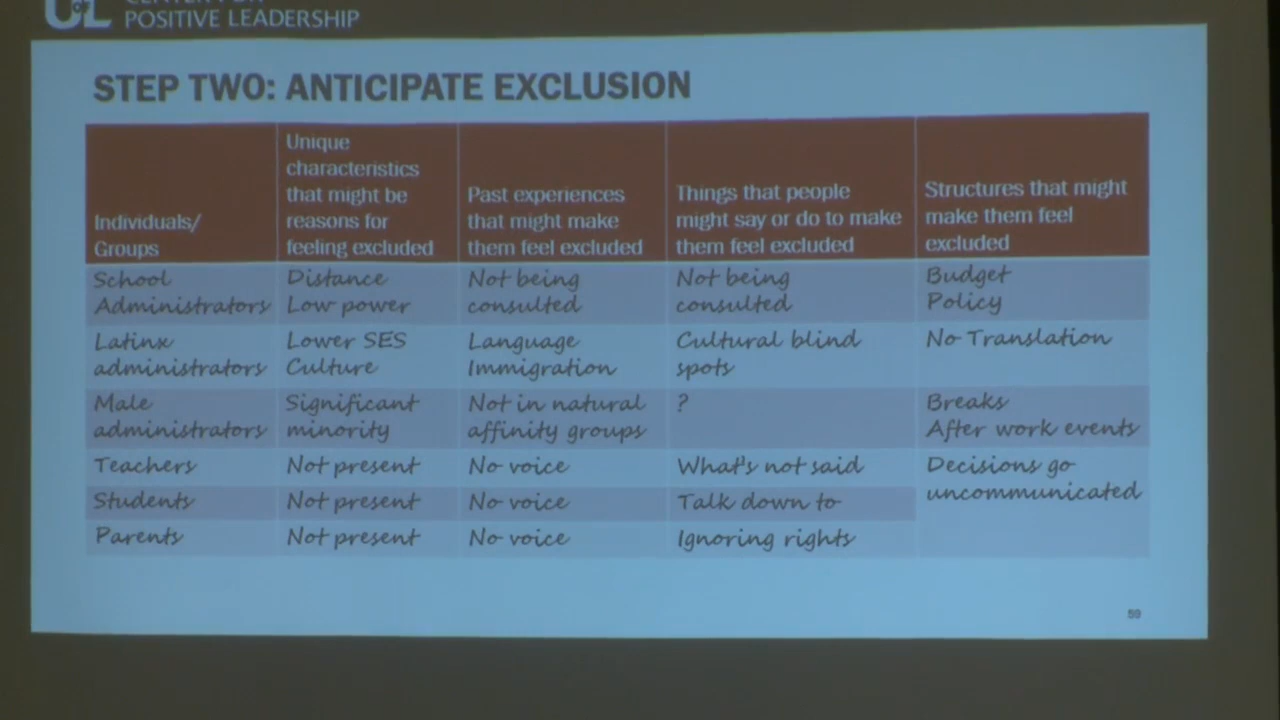 POSITIVE LEADERSHIP
STEP TWO: ANTICIPATE EXCLUSION
Individuals/
Groups
Unique
characteristics
that might be
reasons for
feeling excluded
Past experiences
that might make
them feel excluded
Things that people
might say or do to make
them feel excluded
Structures that might
make them feel
excluded
School
Administrators
Distance
Low power
Not being
consulted
Not being
consulted
Budget
Policy
Latinx
administrators
Lower SES
Culture
Language
Immigration
Cultural blind
spots
No Translation
Male
administrators
Significant
minority
Not in natural
affinity groups
?
Breaks
After work events
Teachers
Not present
No voice
What's not said
Decisions go
uncommunicated
Students
Not present
No voice
Talk down to
Parents
Not present
No voice
Ignoring rights
59